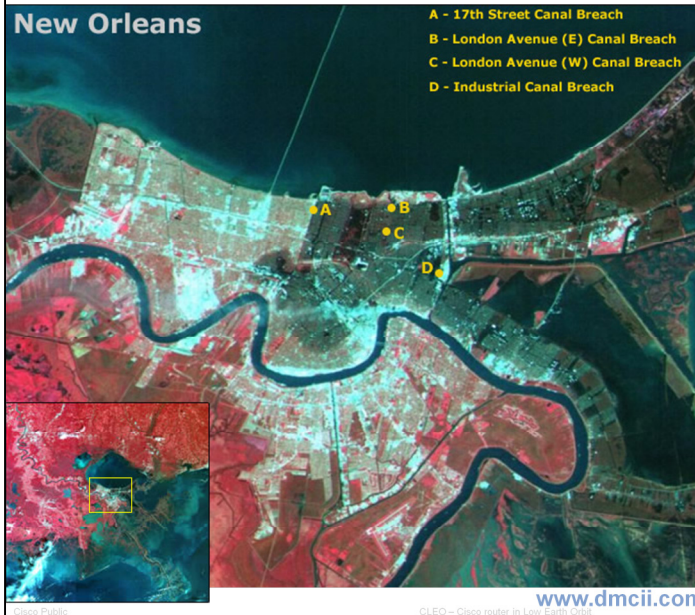 New Orleans
A - 17th Street Canal Breach
B - London Avenue (E) Canal Breach
C - London Avenue (W) Canal Breach
D - Industrial Canal Breach
A
B
C
D
www.dmcii.com
Cisco Public
CLEO – Cisco router in Low Earth Orbit